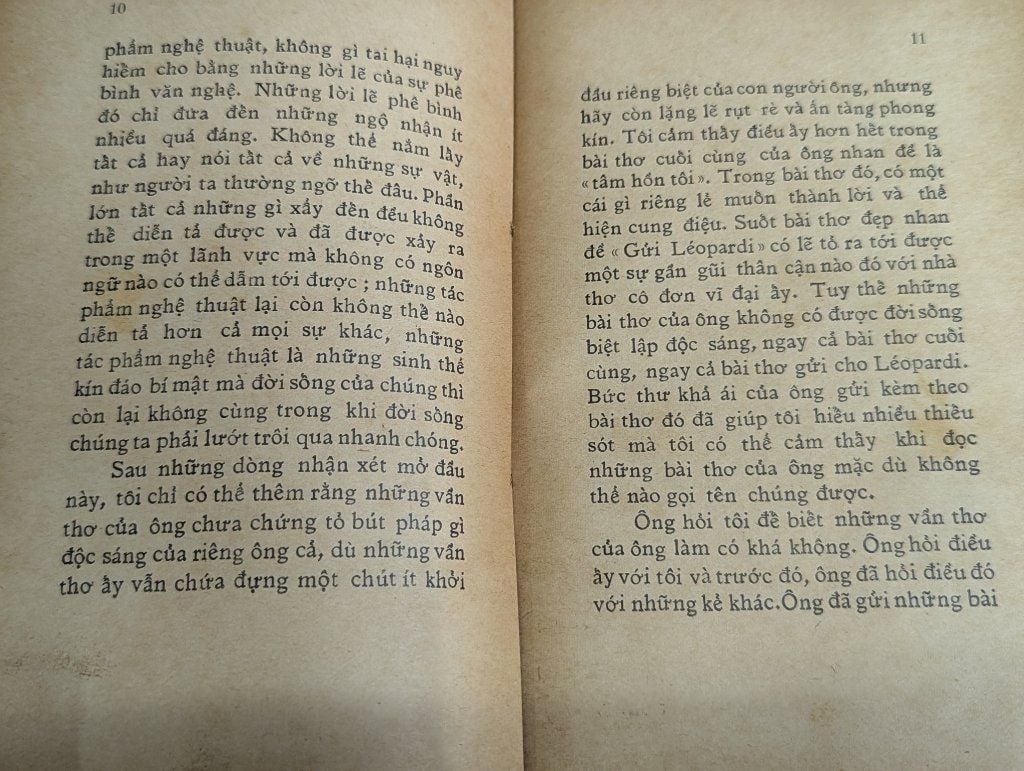 10
phẩm nghệ thuật, không gì tai hại nguy
hiểm cho bằng những lời lẽ của sự phê
bình văn nghệ. Những lời lẽ phê bình
đó chỉ đưa đến những ngộ nhận ít
nhiều quá đáng. Không thể nắm lấy
tất cả hay nói tất cả về những sự vật,
như người ta thường ngỡ thế đâu. Phần
lớn tất cả những gì xẩy đến đều không
thể diễn tả được và đã được xảy ra
trong một lãnh vực mà không có ngôn
ngữ nào có thể dẫm tới được ; những tác
phẩm nghệ thuật lại còn không thể nào
diễn tả hơn cả mọi sự khác, những
tác phẩm nghệ thuật là những sinh thể
kín đáo bí mật mà đời sống của chúng thì
còn lại không cùng trong khi đời sống
chúng ta phải lướt trôi qua nhanh chóng.
Sau những dòng nhận xét mở đầu
này, tôi chỉ có thể thêm rằng những vần
thơ của ông chưa chứng tỏ bút pháp gì
độc sáng của riêng ông cả, dù những vần
thơ ấy vẫn chứa đựng một chút ít khởi
11
đầu riêng biệt của con người ông, nhưng
hãy còn lặng lẽ rụt rè và ẩn tàng phong
kín. Tôi cảm thấy điều ấy hơn hết trong
bài thơ cuối cùng của ông nhan đề là
« tâm hồn tôi ». Trong bài thơ đó, có một
cái gì riêng lẻ muốn thành lời và thể
hiện cung điệu. Suốt bài thơ đẹp nhan
đề « Gửi Léopardi » có lẽ tỏ ra tới được
một sự gần gũi thân cận nào đó với nhà
thơ cô đơn vĩ đại ấy. Tuy thế những
bài thơ của ông không có được đời sống
biệt lập độc sáng, ngay cả bài thơ cuối
cùng, ngay cả bài thơ gửi cho Léopardi.
Bức thư khả ái của ông gửi kèm theo
bài thơ đó đã giúp tôi hiểu nhiều thiếu
sót mà tôi có thể cảm thấy khi đọc
những bài thơ của ông mặc dù không
thể nào gọi tên chúng được.
Ông hỏi tôi để biết những vần thơ
của ông làm có khá không. Ông hỏi điều
ấy với tôi và trước đó, ông đã hỏi điều đó
với những kẻ khác. Ông đã gửi những bài